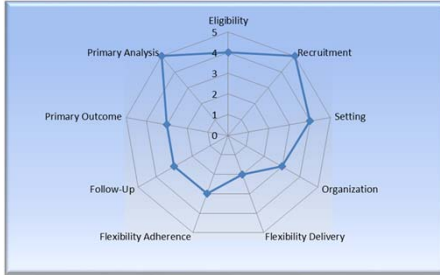 Eligibility
5
Primary Analysis
4
Recruitment
3
2
Primary Outcome
1
Setting
0
Follow-Up
Organization
Flexibility Adherence
Flexibility Delivery